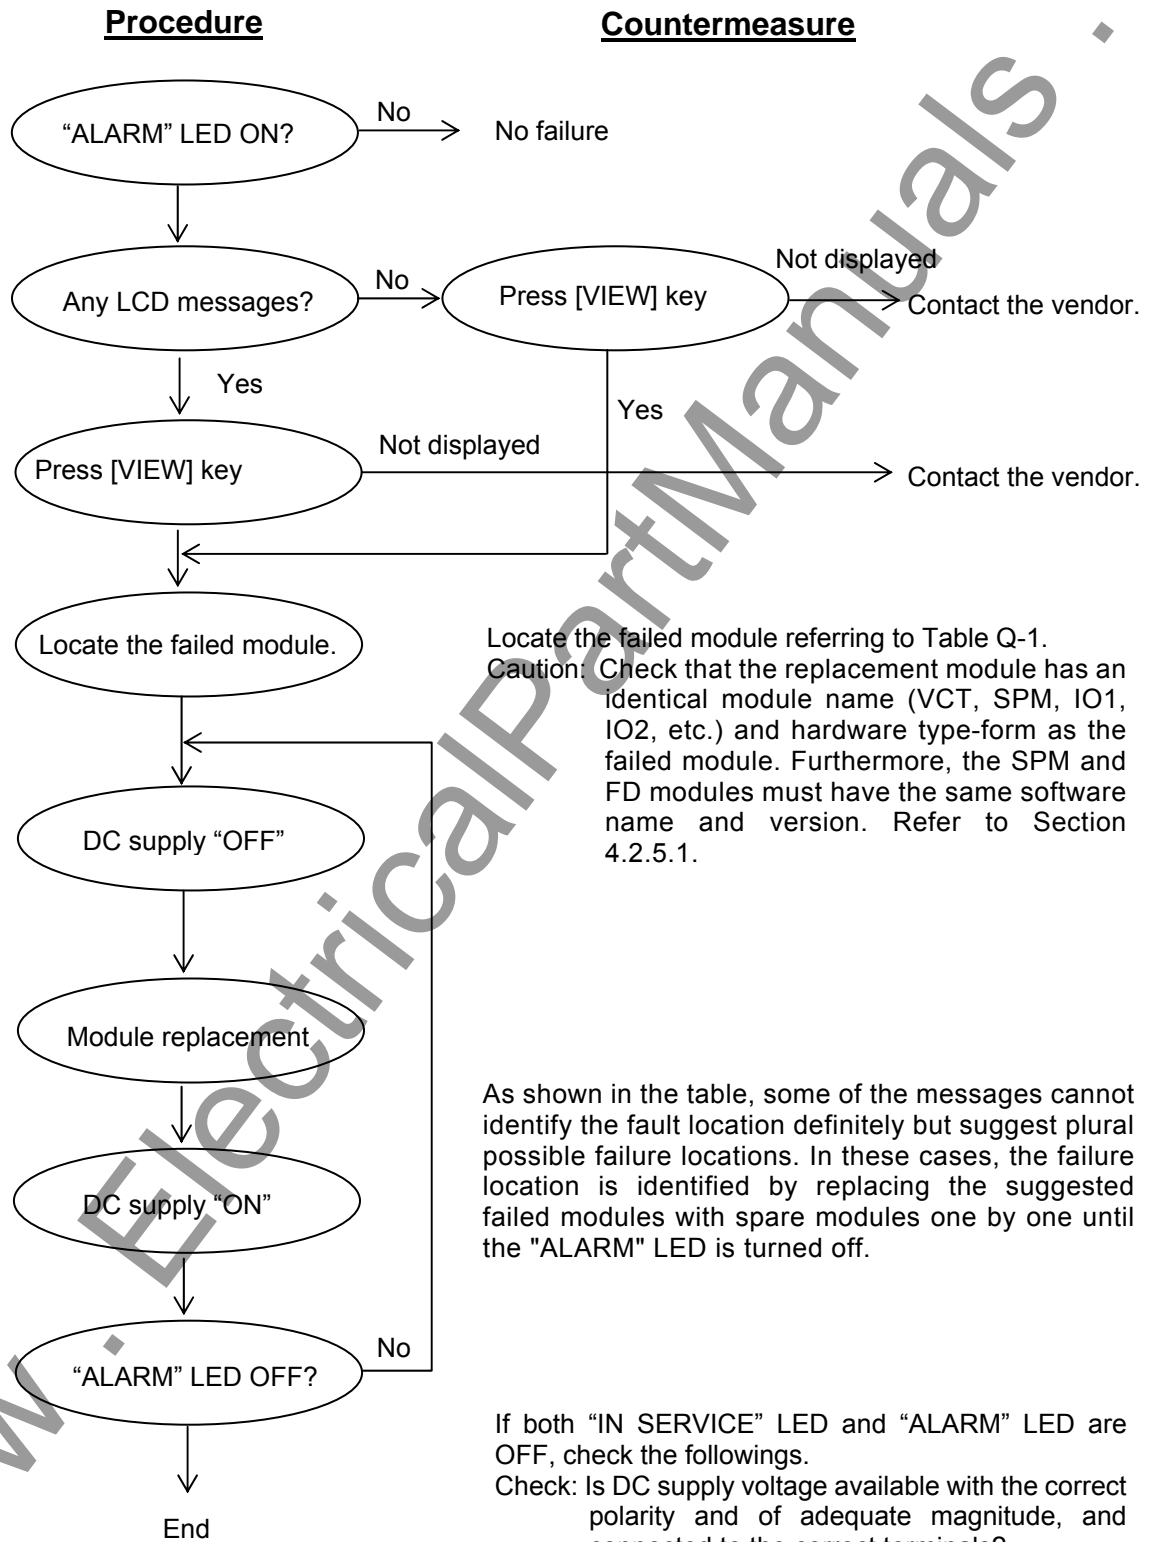 Procedure
Countermeasure
“ALARM” LED ON?
No
No failure
Any LCD messages?
No
Press [VIEW] key
Not displayed
Contact the vendor.
Yes
Yes
Press [VIEW] key
Not displayed
Contact the vendor.
Locate the failed module.
Locate the failed module referring to Table Q-1.
Caution: Check that the replacement module has an
identical module name (VCT, SPM, IO1,
IO2, etc.) and hardware type-form as the
failed module. Furthermore, the SPM and
FD modules must have the same software
name and version. Refer to Section
4.2.5.1.
DC supply “OFF”
Module replacement
As shown in the table, some of the messages cannot
identify the fault location definitely but suggest plural
possible failure locations. In these cases, the failure
location is identified by replacing the suggested
failed modules with spare modules one by one until
the "ALARM" LED is turned off.
DC supply “ON”
“ALARM” LED OFF?
No
If both “IN SERVICE” LED and “ALARM” LED are
OFF, check the followings.
Check: Is DC supply voltage available with the correct
polarity and of adequate magnitude, and
connected to the correct terminals?
End
w . ElectricalPartManuals .